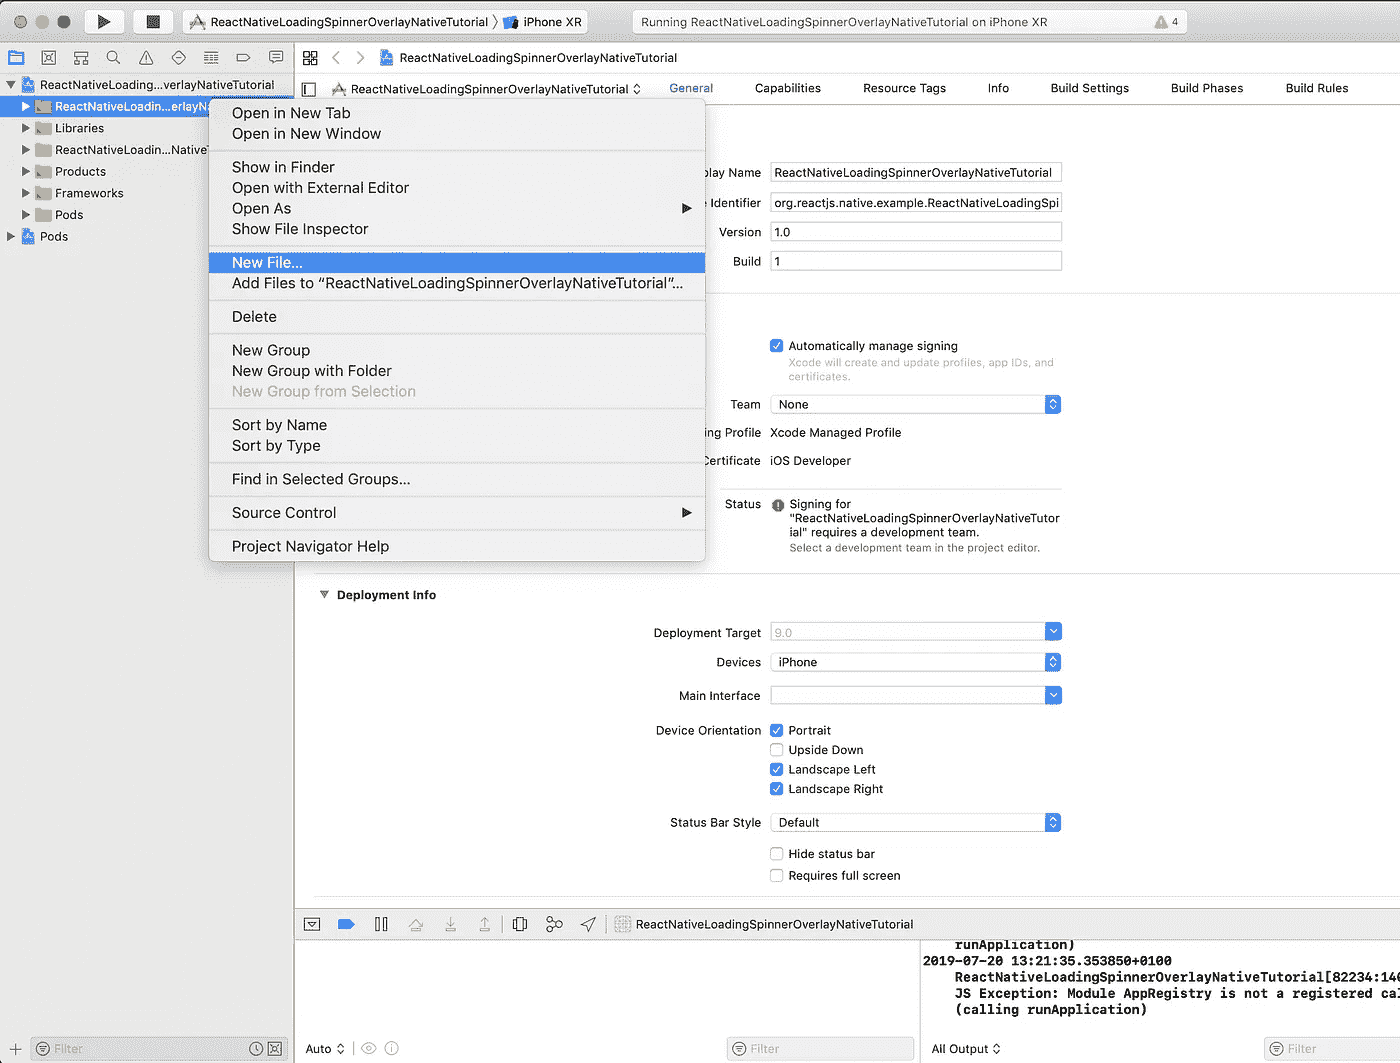 ReactNativeLoadingSpinnerOverlayNativeTutorial
iPhone XR
Running ReactNativeLoadingSpinnerOverlayNativeTutorial on iPhone XR
4
ReactNativeLoadingSpinnerOverlayNativeTutorial
ReactNativeLoading...verlayNativeTutorial
ReactNativeLoadin...erlayNa
Libraries
ReactNativeLoadin...NativeT
Products
Frameworks
Pods
Pods
ReactNativeLoadingSpinnerOverlayNativeTutorial
General
Capabilities
Resource Tags
Info
Build Settings
Build Phases
Build Rules
Open in New Tab
Open in New Window
Show in Finder
Open with External Editor
Open As
Show File Inspector
New File...
Add Files to “ReactNativeLoadingSpinnerOverlayNativeTutorial”...
Delete
New Group
New Group with Folder
New Group from Selection
Sort by Name
Sort by Type
Find in Selected Groups...
Source Control
Project Navigator Help
play Name ReactNativeLoadingSpinnerOverlayNativeTutorial
e Identifier org.reactjs.native.example.ReactNativeLoadingSpi
Version 1.0
Build 1
Automatically manage signing
Xcode will create and update profiles, app IDs, and
certificates.
Team None
ing Profile Xcode Managed Profile
Certificate iOS Developer
Status Signing for
"ReactNativeLoadingSpinnerOverlayNativeTutor
ial" requires a development team.
Select a development team in the project editor.
Deployment Info
Deployment Target 9.0
Devices iPhone
Main Interface
Device Orientation Portrait
Upside Down
Landscape Left
Landscape Right
Status Bar Style Default
Hide status bar
Requires full screen
ReactNativeLoadingSpinnerOverlayNativeTutorial
runApplication)
2019-07-20 13:21:35.353850+0100
ReactNativeLoadingSpinnerOverlayNativeTutorial[82234:140
JS Exception: Module AppRegistry is not a registered cal
(calling runApplication)
Filter
Auto
Filter
All Output
Filter